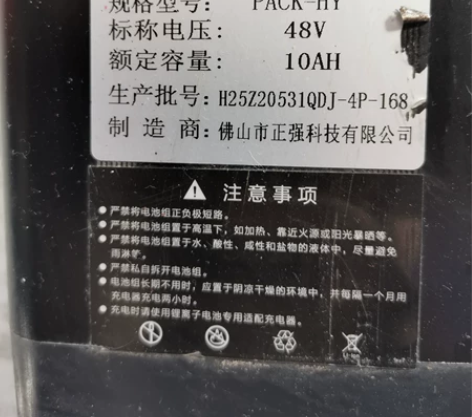 规格型号: PACK-HY
标称电压: 48V
额定容量: 10AH
生产批号: H25Z20531QDJ-4P-168
制造商: 佛山市正强科技有限公司
注意事项
● 严禁将电池组正负极短路。
● 严禁将电池组置于高温下，如加热、靠近火源或阳光暴晒等。
● 严禁将电池组置于水、酸性、咸性和盐物的液体中，尽量避免
雨淋。
● 严禁私自拆开电池组。
● 电池组长期不用时，应置于阴凉干燥的环境中，并每隔一个月用
充电器充电两小时。
● 充电时请使用锂离子电池专用适配充电器。